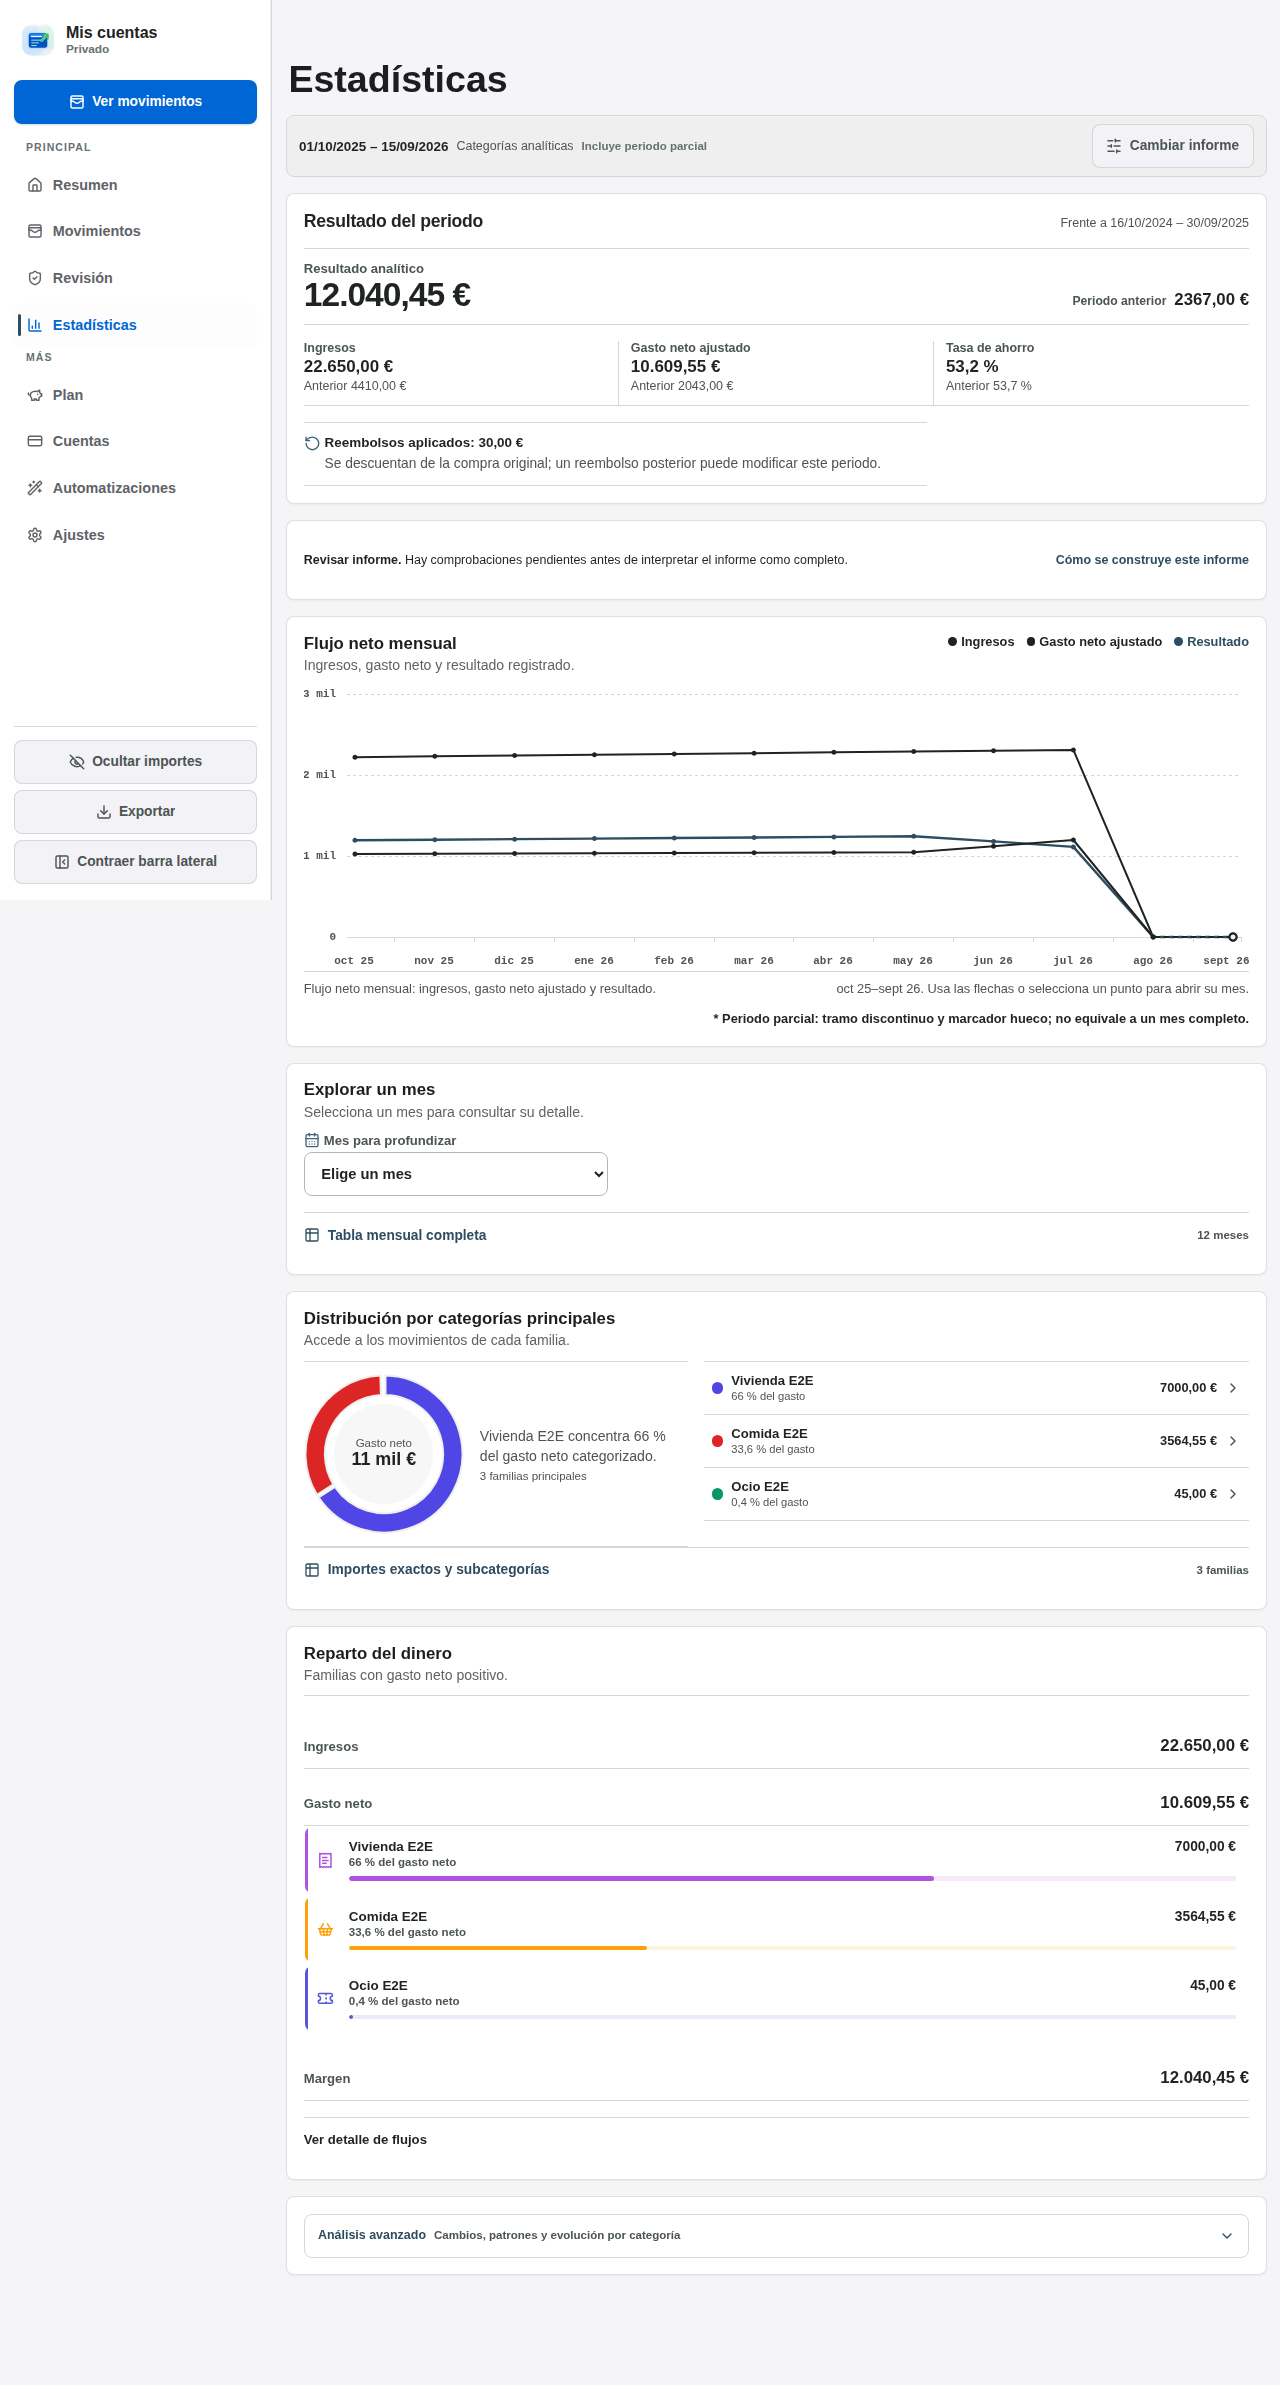 Mis cuentas
Privado
Ver movimientos
PRINCIPAL
Resumen
Movimientos
Revisión
Estadísticas
MÁS
Plan
Cuentas
Automatizaciones
Ajustes
Ocultar importes
Exportar
Contraer barra lateral
Estadísticas
01/10/2025 – 15/09/2026 Categorías analíticas Incluye periodo parcial
Cambiar informe
Resultado del periodo
Frente a 16/10/2024 – 30/09/2025
Resultado analítico
12.040,45 €
Periodo anterior 2367,00 €
Ingresos
22.650,00 €
Anterior 4410,00 €
Gasto neto ajustado
10.609,55 €
Anterior 2043,00 €
Tasa de ahorro
53,2 %
Anterior 53,7 %
Reembolsos aplicados: 30,00 €
Se descuentan de la compra original; un reembolso posterior puede modificar este periodo.
Revisar informe. Hay comprobaciones pendientes antes de interpretar el informe como completo.
Cómo se construye este informe
Flujo neto mensual
Ingresos, gasto neto y resultado registrado.
Ingresos Gasto neto ajustado Resultado
3 mil
2 mil
1 mil
0
oct 25 nov 25 dic 25 ene 26 feb 26 mar 26 abr 26 may 26 jun 26 jul 26 ago 26 sept 26
Flujo neto mensual: ingresos, gasto neto ajustado y resultado.
oct 25–sept 26. Usa las flechas o selecciona un punto para abrir su mes.
* Periodo parcial: tramo discontinuo y marcador hueco; no equivale a un mes completo.
Explorar un mes
Selecciona un mes para consultar su detalle.
Mes para profundizar
Elige un mes
Tabla mensual completa
12 meses
Distribución por categorías principales
Accede a los movimientos de cada familia.
Gasto neto
11 mil €
Vivienda E2E concentra 66 %
del gasto neto categorizado.
3 familias principales
Vivienda E2E
66 % del gasto
7000,00 €
Comida E2E
33,6 % del gasto
3564,55 €
Ocio E2E
0,4 % del gasto
45,00 €
Importes exactos y subcategorías
3 familias
Reparto del dinero
Familias con gasto neto positivo.
Ingresos
22.650,00 €
Gasto neto
10.609,55 €
Vivienda E2E
66 % del gasto neto
7000,00 €
Comida E2E
33,6 % del gasto neto
3564,55 €
Ocio E2E
0,4 % del gasto neto
45,00 €
Margen
12.040,45 €
Ver detalle de flujos
Análisis avanzado Cambios, patrones y evolución por categoría